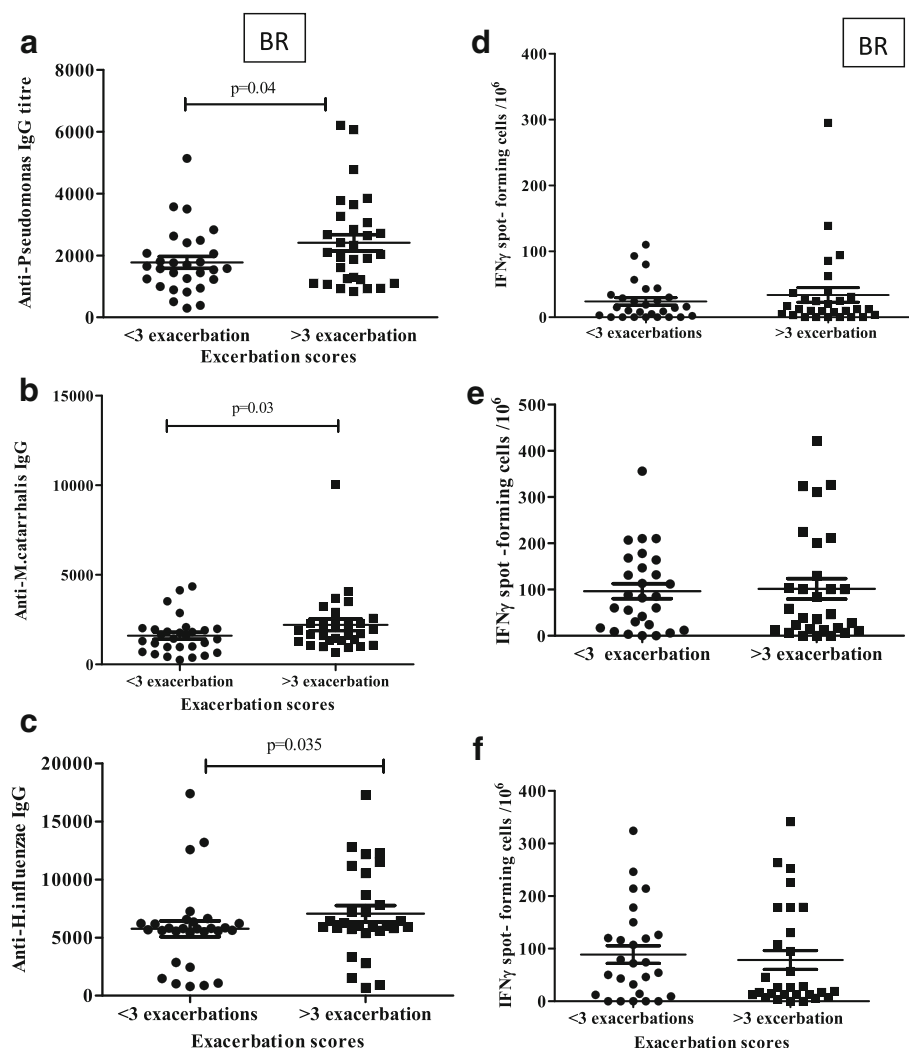 a
BR
Anti-Pseudomonas IgG titre
8000
6000
4000
2000
0
p=0.04
<3 exacerbation
>3 exacerbation
Excerbation scores
b
Anti-M.catarrhalis IgG
15000
10000
5000
0
p=0.03
<3 exacerbation
>3 exacerbation
Exacerbation scores
c
Anti-H.influenzae IgG
20000
15000
10000
5000
0
p=0.035
<3 exacerbations
>3 exacerbation
Exacerbation scores
d
BR
IFNγ spot- forming cells /10⁶
400
300
200
100
0
<3 exacerbations
>3 exacerbation
e
IFNγ spot -forming cells /10⁶
500
400
300
200
100
0
<3 exacerbation
>3 exacerbation
f
IFNγ spot- forming cells /10⁶
400
300
200
100
0
<3 exacerbations
>3 excerbation
Exacerbation scores